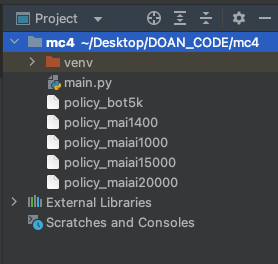 Project
mc4 ~/Desktop/DOAN_CODE/mc4
venv
main.py
policy_bot5k
policy_mai1400
policy_maiai1000
policy_maiai15000
policy_maiai20000
External Libraries
Scratches and Consoles